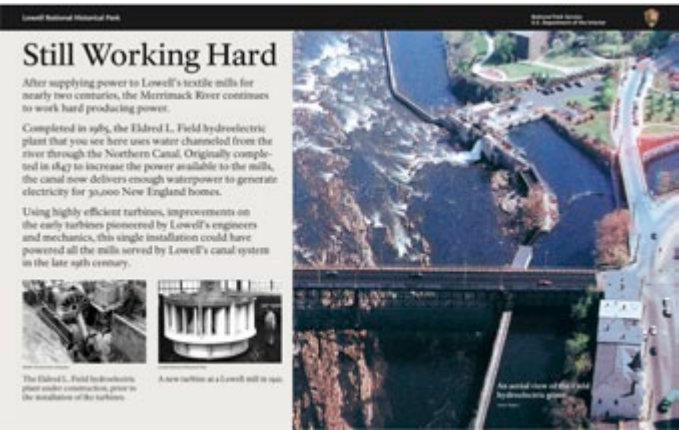 Lowell National Historical Park
National Park Service
U.S. Department of the Interior
Still Working Hard
After supplying power to Lowell's textile mills for
nearly two centuries, the Merrimack River continues
to work hard producing power.
Completed in 1985, the Eldred L. Field hydroelectric
plant that you see here uses water channeled from the
river through the Northern Canal. Originally comple-
ted in 1847 to increase the power available to the mills,
the canal now delivers enough waterpower to generate
electricity for 30,000 New England homes.
Using highly efficient turbines, improvements on
the early turbines pioneered by Lowell's engineers
and mechanics, this single installation could have
powered all the mills served by Lowell's canal system
in the late 19th century.
The Eldred L. Field hydroelectric
plant under construction, prior to
the installation of the turbines.
A new turbine at a Lowell mill in
An aerial view of the Field
hydroelectric plant.